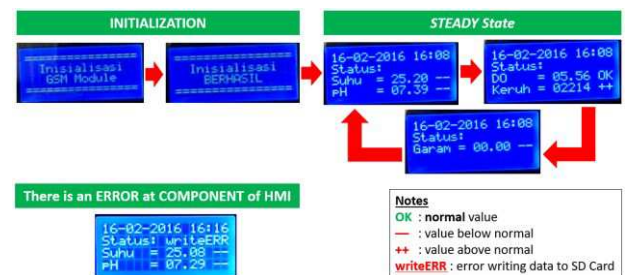 INITIALIZATION
====================
Inisialisasi
GSM Module
====================
====================
Inisialisasi
BERHASIL
====================
STEADY State
16-02-2016 16:08
Status:
Suhu = 25.20 --
pH = 07.39 --
16-02-2016 16:08
Status:
DO = 05.56 OK
Keruh = 02214 ++
16-02-2016 16:08
Status:
Garam = 00.00 --
There is an ERROR at COMPONENT of HMI
16-02-2016 16:16
Status: writeERR
Suhu = 25.08 --
pH = 07.29 --
Notes
OK : normal value
— : value below normal
++ : value above normal
writeERR : error writing data to SD Card